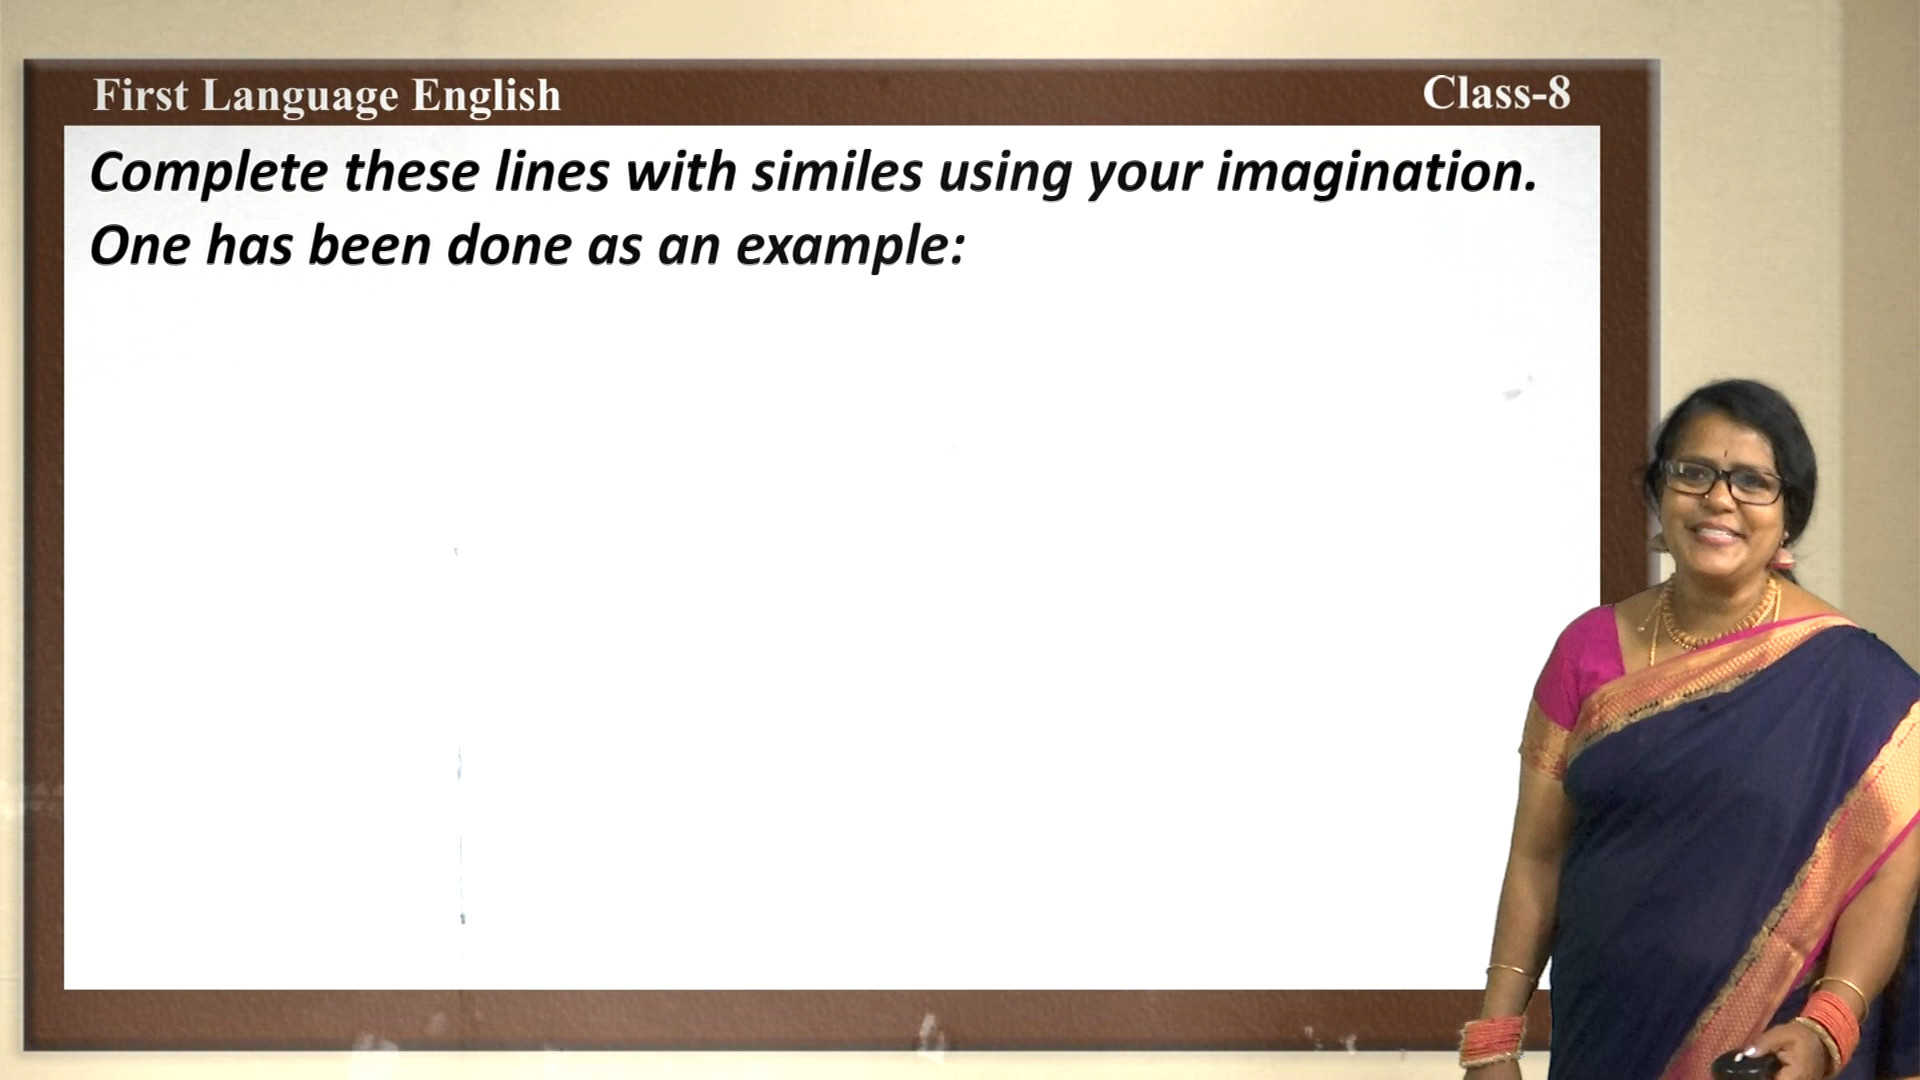 First Language English
Class-8
Complete these lines with similes using your imagination.
One has been done as an example: